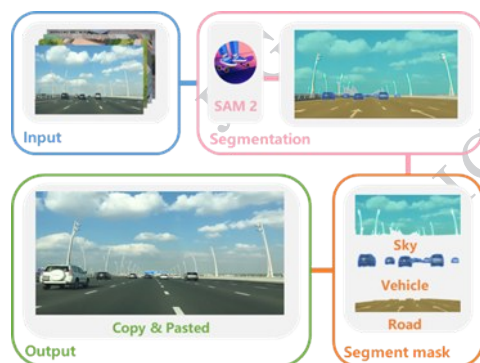 Input
SAM 2
Segmentation
Sky
Vehicle
Road
Segment mask
Copy & Pasted
Output